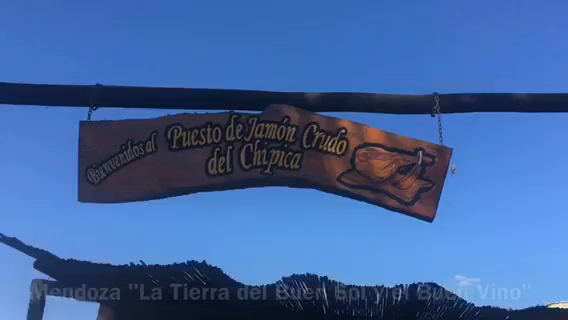 Bienvenidos al Puesto de Jamón Crudo
del Chipica
Mendoza "La Tierra del Buen Sol y el Buen Vino"